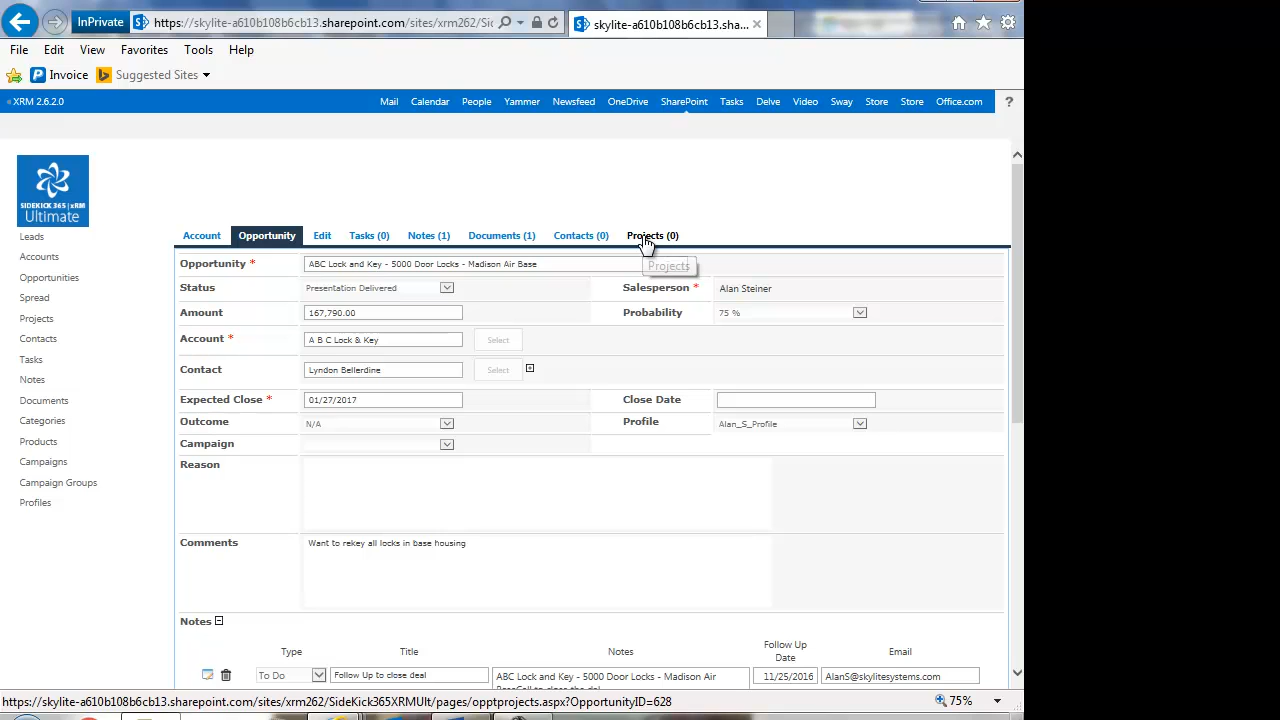 InPrivate https://skylite-a610b108b6cb13.sharepoint.com/sites/xrm262/Sic skylite-a610b108b6cb13.sha...
File Edit View Favorites Tools Help
Invoice Suggested Sites
« XRM 2.6.2.0 Mail Calendar People Yammer Newsfeed OneDrive SharePoint Tasks Delve Video Sway Store Store Office.com ?
SIDEKICK 365 | xRM
Ultimate
Leads
Accounts
Opportunities
Spread
Projects
Contacts
Tasks
Notes
Documents
Categories
Products
Campaigns
Campaign Groups
Profiles
Account Opportunity Edit Tasks (0) Notes (1) Documents (1) Contacts (0) Projects (0)
Opportunity * ABC Lock and Key - 5000 Door Locks - Madison Air Base
Projects
Status Presentation Delivered Salesperson * Alan Steiner
Amount 167,790.00 Probability 75 %
Account * A B C Lock & Key Select
Contact Lyndon Bellerdine Select
Expected Close * 01/27/2017 Close Date
Outcome N/A Profile Alan_S_Profile
Campaign
Reason
Comments Want to rekey all locks in base housing
Notes
Type Title Notes Follow Up Date Email
To Do Follow Up to close deal ABC Lock and Key - 5000 Door Locks - Madison Air 11/25/2016 AlanS@skylitesystems.com
https://skylite-a610b108b6cb13.sharepoint.com/sites/xrm262/SideKick365XRMUlt/pages/opptprojects.aspx?OpportunityID=628 75%